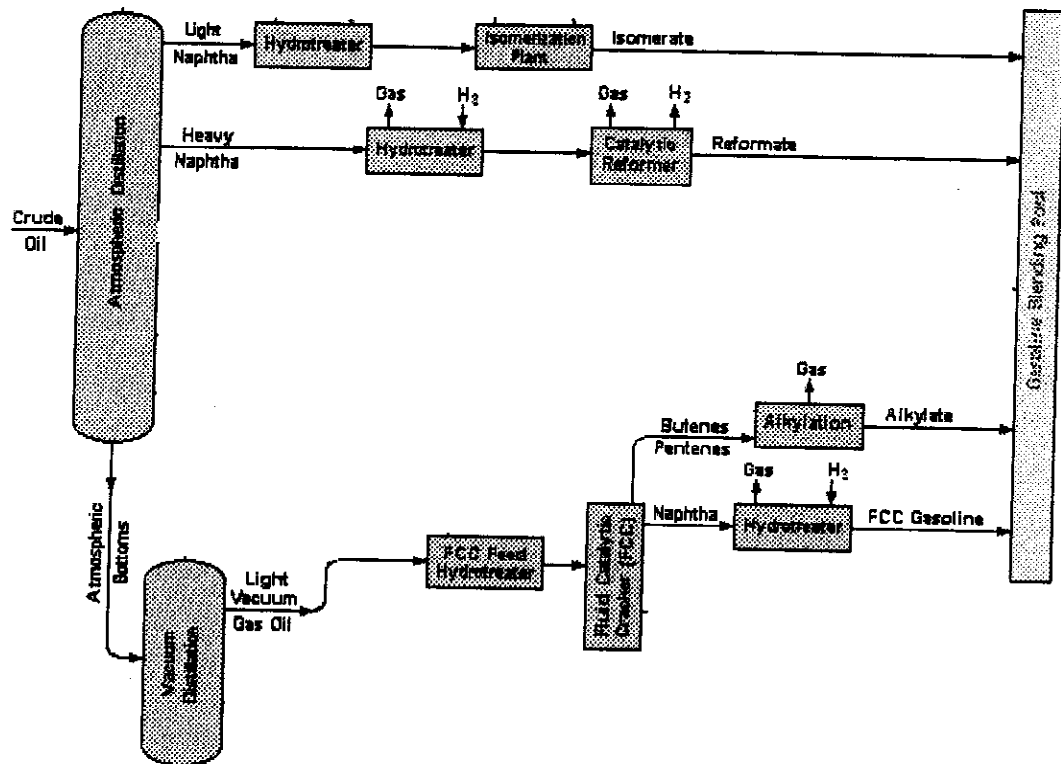 Light
Naphtha
Hydrotreater
Isomerization
Plant
Isomerate
Gas
H2
Gas
H2
Heavy
Naphtha
Hydrotreater
Catalytic
Reformer
Reformate
Crude
Oil
Atmospheric Distillation
Gasoline Blending Pool
Gas
Butenes
Pentenes
Alkylation
Alkylate
Gas
H2
Naphtha
Hydrotreater
FCC Gasoline
Atmospheric
Bottoms
Light
Vacuum
Gas Oil
FCC Feed
Hydrotreater
Fluid Catalytic
Cracker (FCC)
Vacuum
Distillation